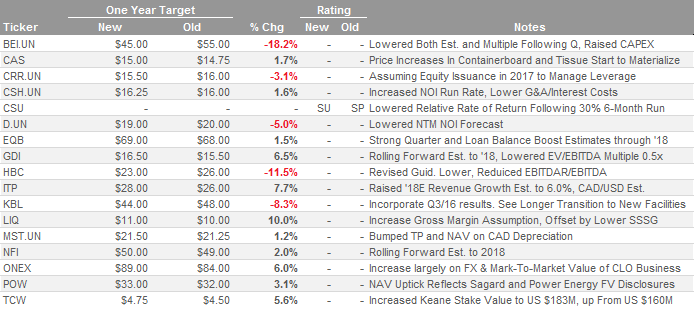 One Year Target Rating
Ticker New Old % Chg New Old Notes
BEI.UN $45.00 $55.00 -18.2% - - Lowered Both Est. and Multiple Following Q, Raised CAPEX
CAS $15.00 $14.75 1.7% - - Price Increases In Containerboard and Tissue Start to Materialize
CRR.UN $15.50 $16.00 -3.1% - - Assuming Equity Issuance in 2017 to Manage Leverage
CSH.UN $16.25 $16.00 1.6% - - Increased NOI Run Rate, Lower G&A/Interest Costs
CSU - - - SU SP Lowered Relative Rate of Return Following 30% 6-Month Run
D.UN $19.00 $20.00 -5.0% - - Lowered NTM NOI Forecast
EQB $69.00 $68.00 1.5% - - Strong Quarter and Loan Balance Boost Estimates through '18
GDI $16.50 $15.50 6.5% - - Rolling Forward Est. to '18, Lowered EV/EBITDA Multiple 0.5x
HBC $23.00 $26.00 -11.5% - - Revised Guid. Lower, Reduced EBITDAR/EBITDA
ITP $28.00 $26.00 7.7% - - Raised '18E Revenue Growth Est. to 6.0%, CAD/USD Est.
KBL $44.00 $48.00 -8.3% - - Incorporate Q3/16 results. See Longer Transition to New Facilities
LIQ $11.00 $10.00 10.0% - - Increase Gross Margin Assumption, Offset by Lower SSSG
MST.UN $21.50 $21.25 1.2% - - Bumped TP and NAV on CAD Depreciation
NFI $50.00 $49.00 2.0% - - Rolling Forward Est. to 2018
ONEX $89.00 $84.00 6.0% - - Increase largely on FX & Mark-To-Market Value of CLO Business
POW $33.00 $32.00 3.1% - - NAV Uptick Reflects Sagard and Power Energy FV Disclosures
TCW $4.75 $4.50 5.6% - - Increased Keane Stake Value to US $183M, up From US $160M